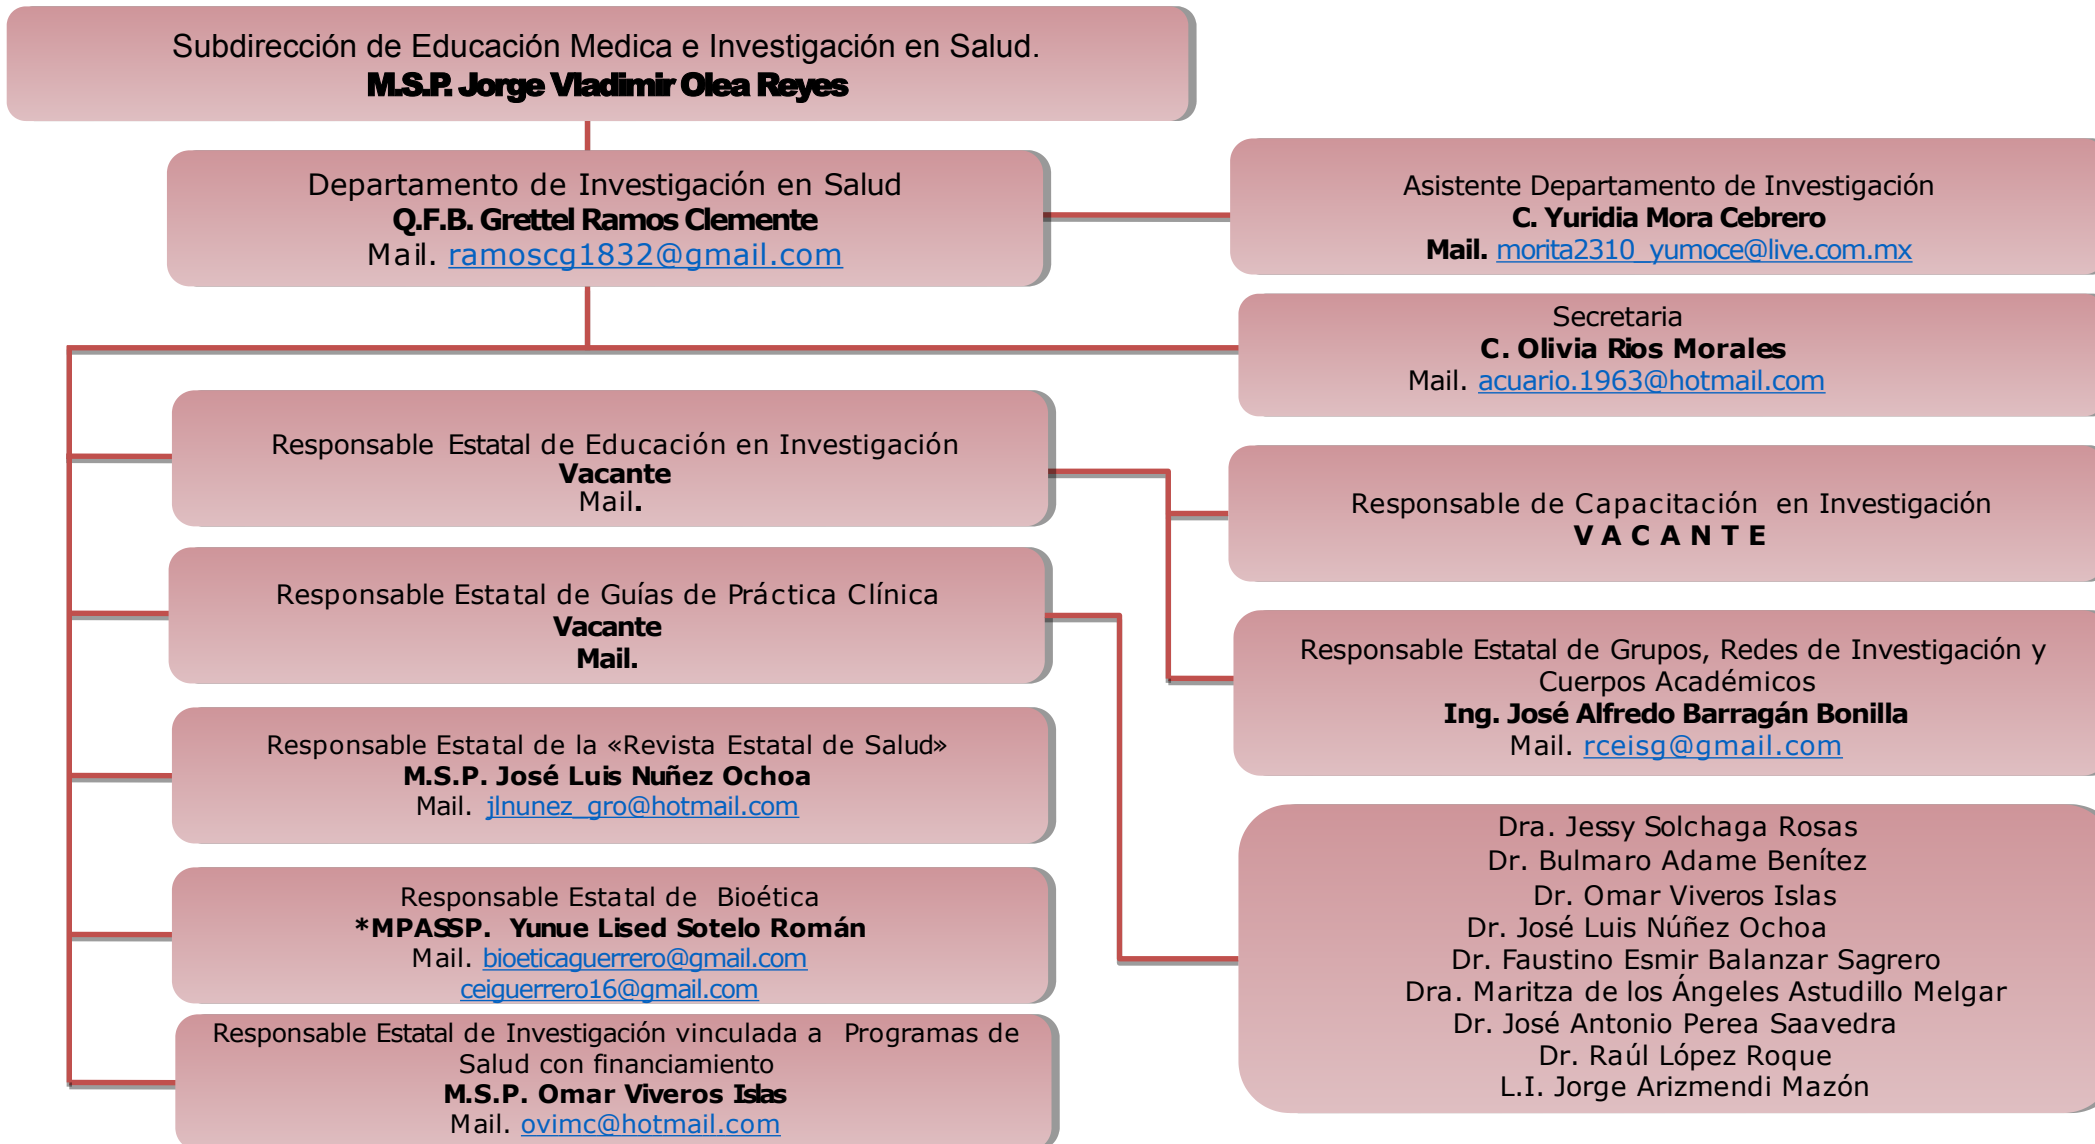 Subdirección de Educación Medica e Investigación en Salud.
M.S.P. Jorge Vladimir Olea Reyes
Departamento de Investigación en Salud
Q.F.B. Grettel Ramos Clemente
Mail. ramoscg1832@gmail.com
Asistente Departamento de Investigación
C. Yuridia Mora Cebrero
Mail. morita2310_yumoce@live.com.mx
Secretaria
C. Olivia Rios Morales
Mail. acuario.1963@hotmail.com
Responsable Estatal de Educación en Investigación
Vacante
Mail.
Responsable de Capacitación en Investigación
V A C A N T E
Responsable Estatal de Guías de Práctica Clínica
Vacante
Mail.
Responsable Estatal de Grupos, Redes de Investigación y
Cuerpos Académicos
Ing. José Alfredo Barragán Bonilla
Mail. rceisg@gmail.com
Responsable Estatal de la «Revista Estatal de Salud»
M.S.P. José Luis Nuñez Ochoa
Mail. jlnunez_gro@hotmail.com
Responsable Estatal de Bioética
*MPASSP. Yunue Lised Sotelo Román
Mail. bioeticaguerrero@gmail.com
ceiguerrero16@gmail.com
Responsable Estatal de Investigación vinculada a Programas de
Salud con financiamiento
M.S.P. Omar Viveros Islas
Mail. ovimc@hotmail.com
Dra. Jessy Solchaga Rosas
Dr. Bulmaro Adame Benítez
Dr. Omar Viveros Islas
Dr. José Luis Núñez Ochoa
Dr. Faustino Esmir Balanzar Sagrero
Dra. Maritza de los Ángeles Astudillo Melgar
Dr. José Antonio Perea Saavedra
Dr. Raúl López Roque
L.I. Jorge Arizmendi Mazón